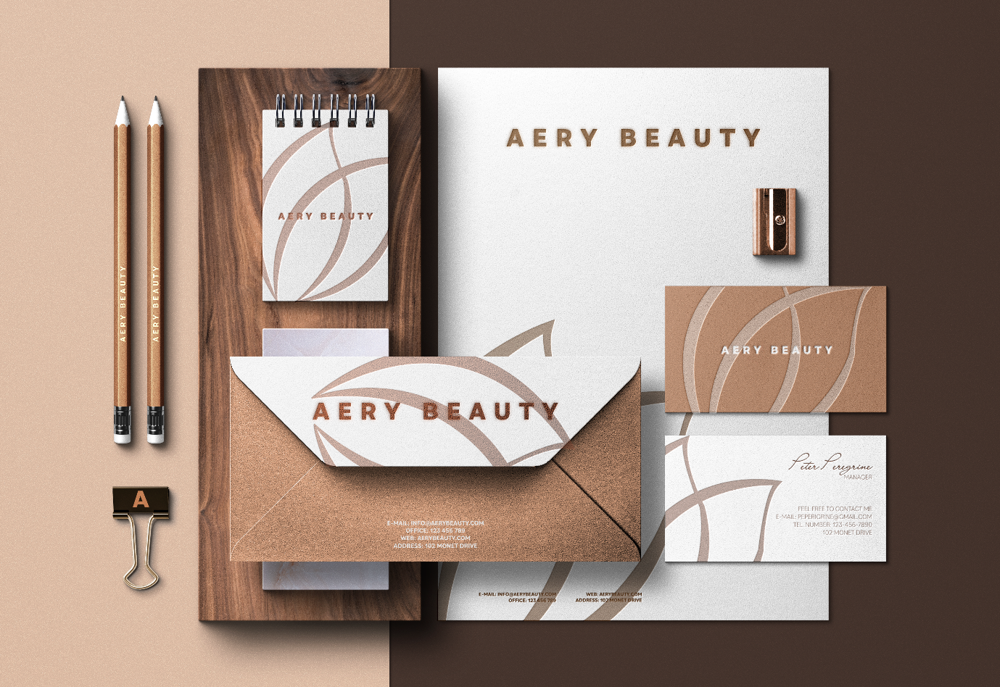 AERY BEAUTY
AERY BEAUTY
AERY BEAUTY
AERY BEAUTY
AERY BEAUTY
AERY BEAUTY
AERY BEAUTY
A
Peter Peregrine
MANAGER
FEEL FREE TO CONTACT ME
E-MAIL: PEPERIGRINE@GMAIL.COM
TEL. NUMBER: 123-456-7890
102 MONET DRIVE
E-MAIL: INFO@AERYBEAUTY.COM
OFFICE: 123 456 789
WEB: AERYBEAUTY.COM
ADDRESS: 102 MONET DRIVE
E-MAIL: INFO@AERYBEAUTY.COM
OFFICE: 123 456 789
WEB: AERYBEAUTY.COM
ADDRESS: 102 MONET DRIVE